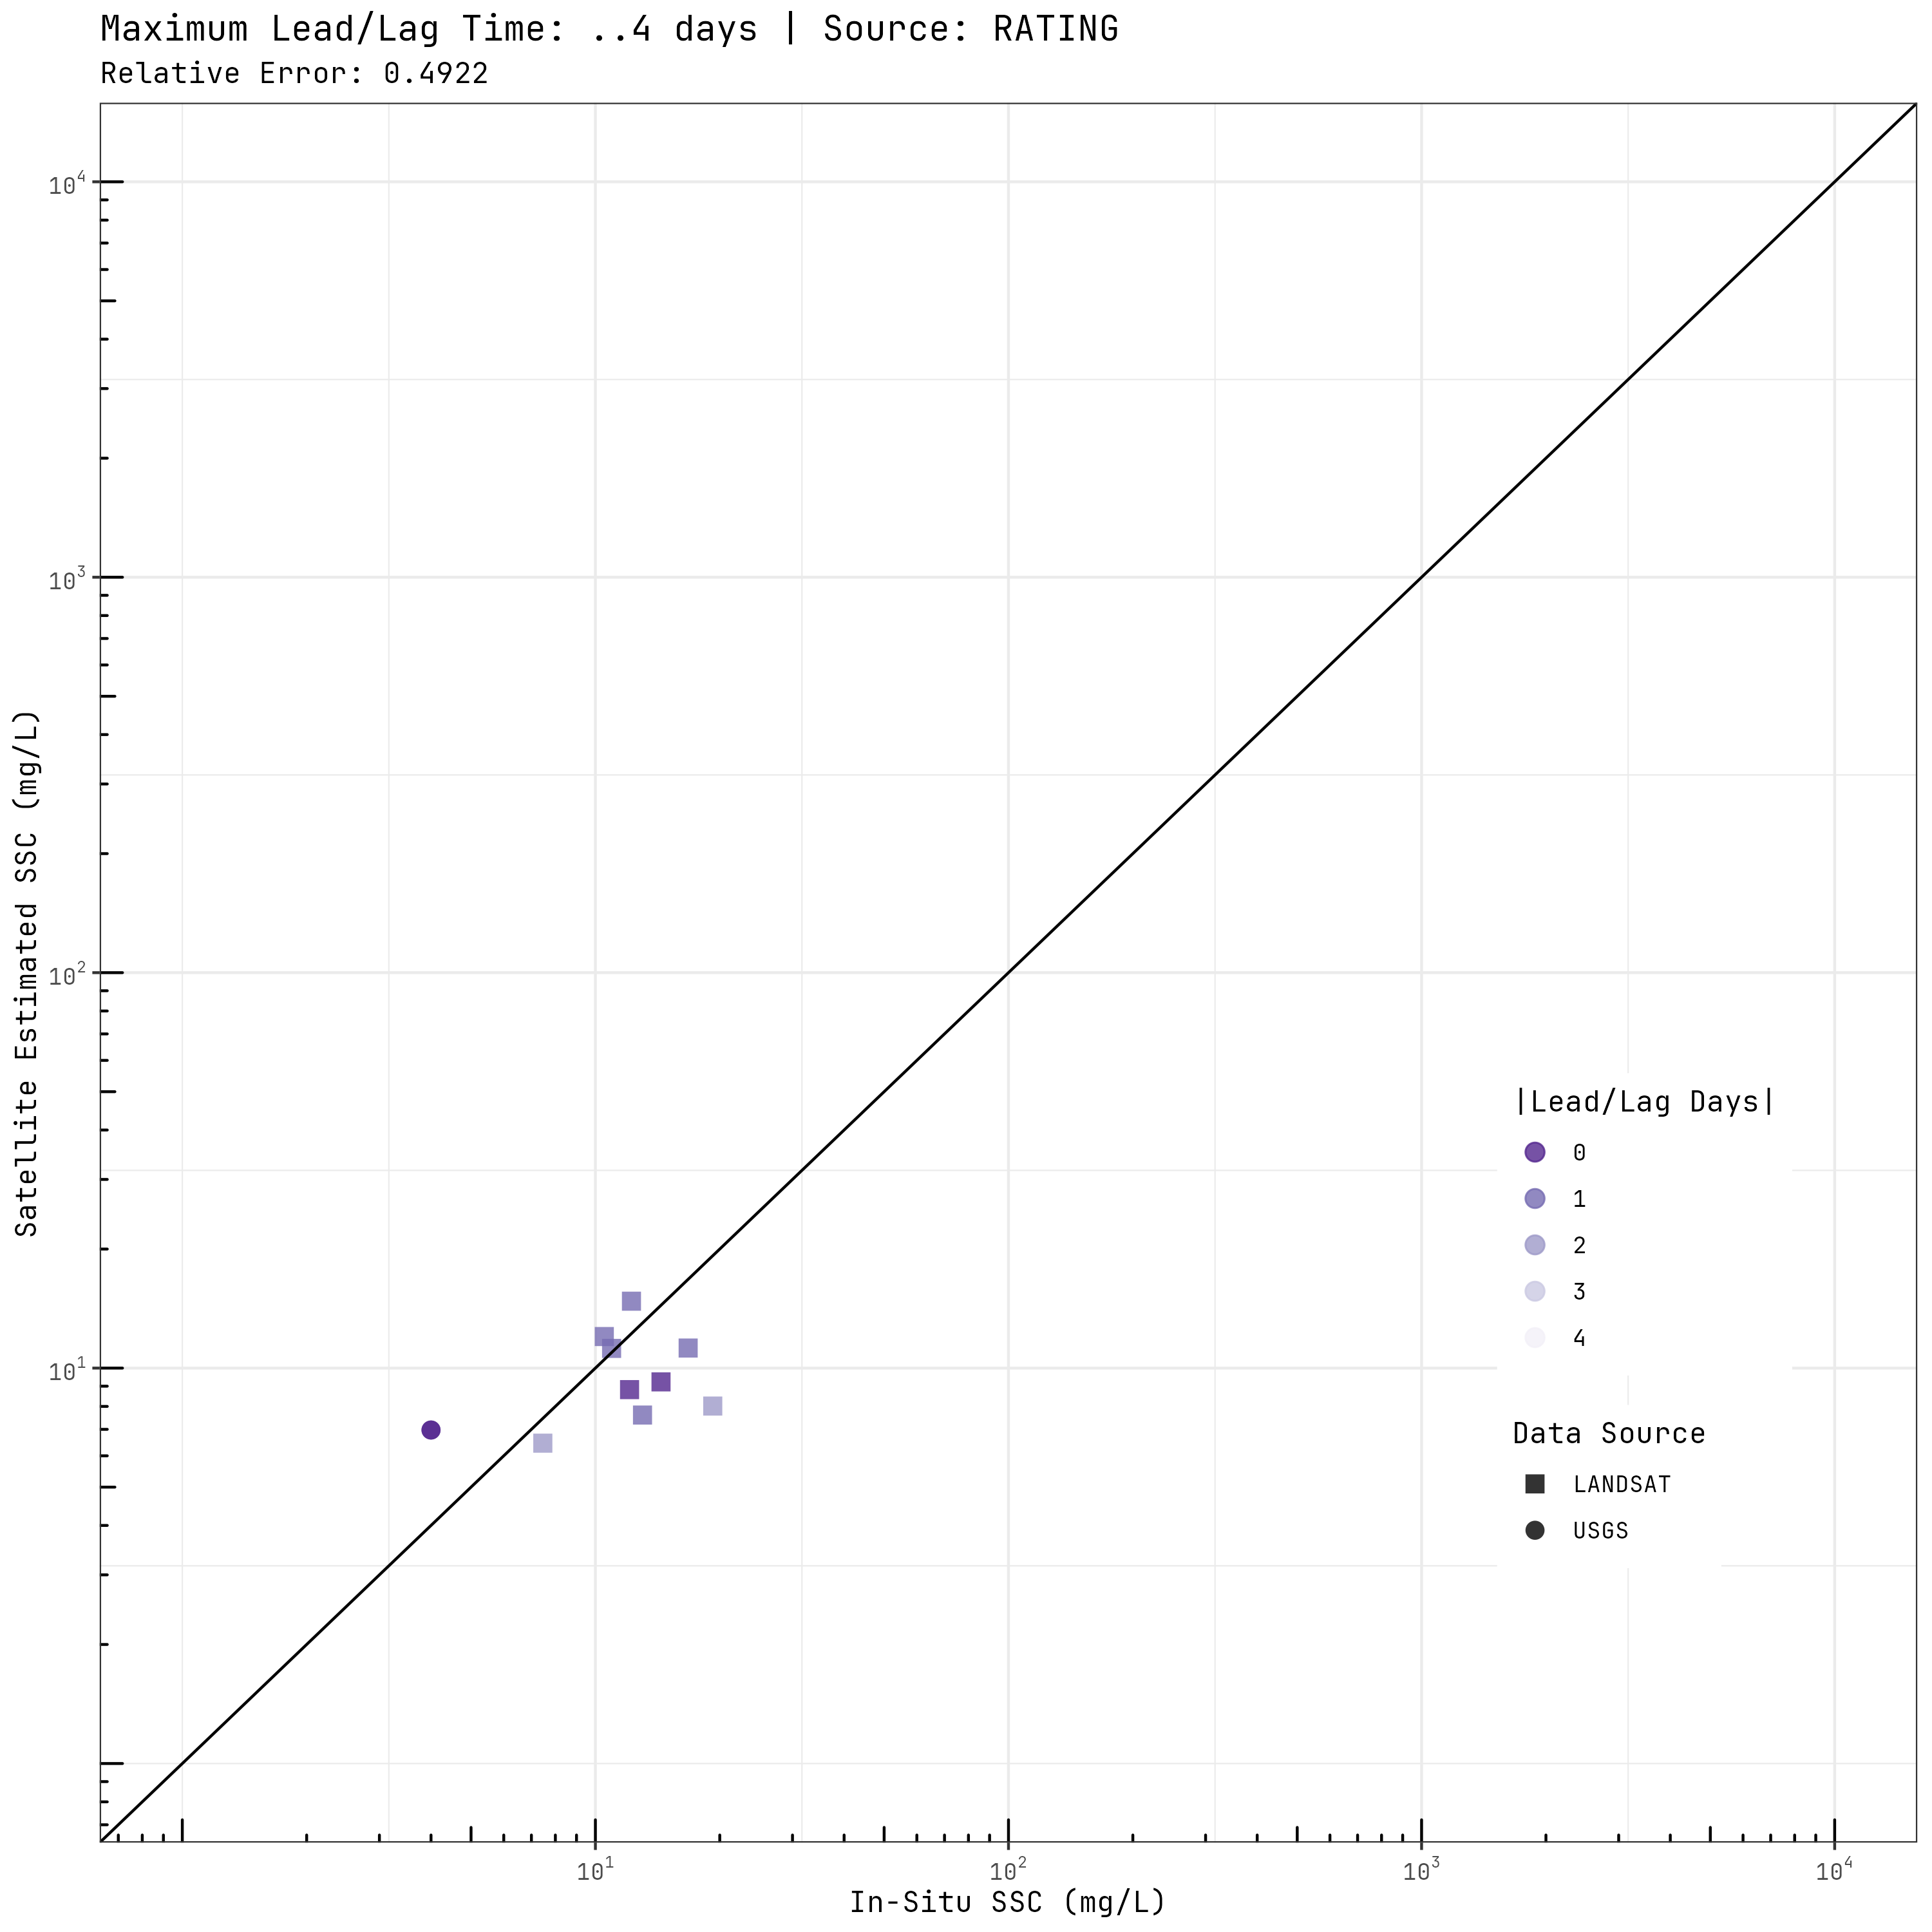 Maximum Lead/Lag Time: ..4 days | Source: RATING
Relative Error: 0.4922
10⁴
10³
10²
10¹
Satellite Estimated SSC (mg/L)
|Lead/Lag Days|
0
1
2
3
4
Data Source
LANDSAT
USGS
10¹ 10² 10³ 10⁴
In-Situ SSC (mg/L)